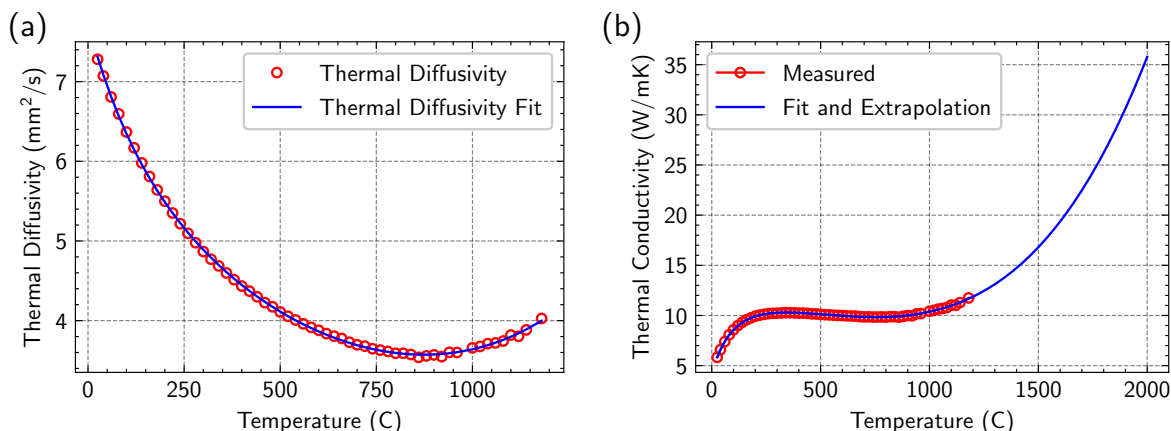 (a)
Thermal Diffusivity (mm²/s)
7
6
5
4
0 250 500 750 1000
Temperature (C)
Thermal Diffusivity
Thermal Diffusivity Fit
(b)
Thermal Conductivity (W/mK)
35
30
25
20
15
10
5
0 500 1000 1500 2000
Temperature (C)
Measured
Fit and Extrapolation